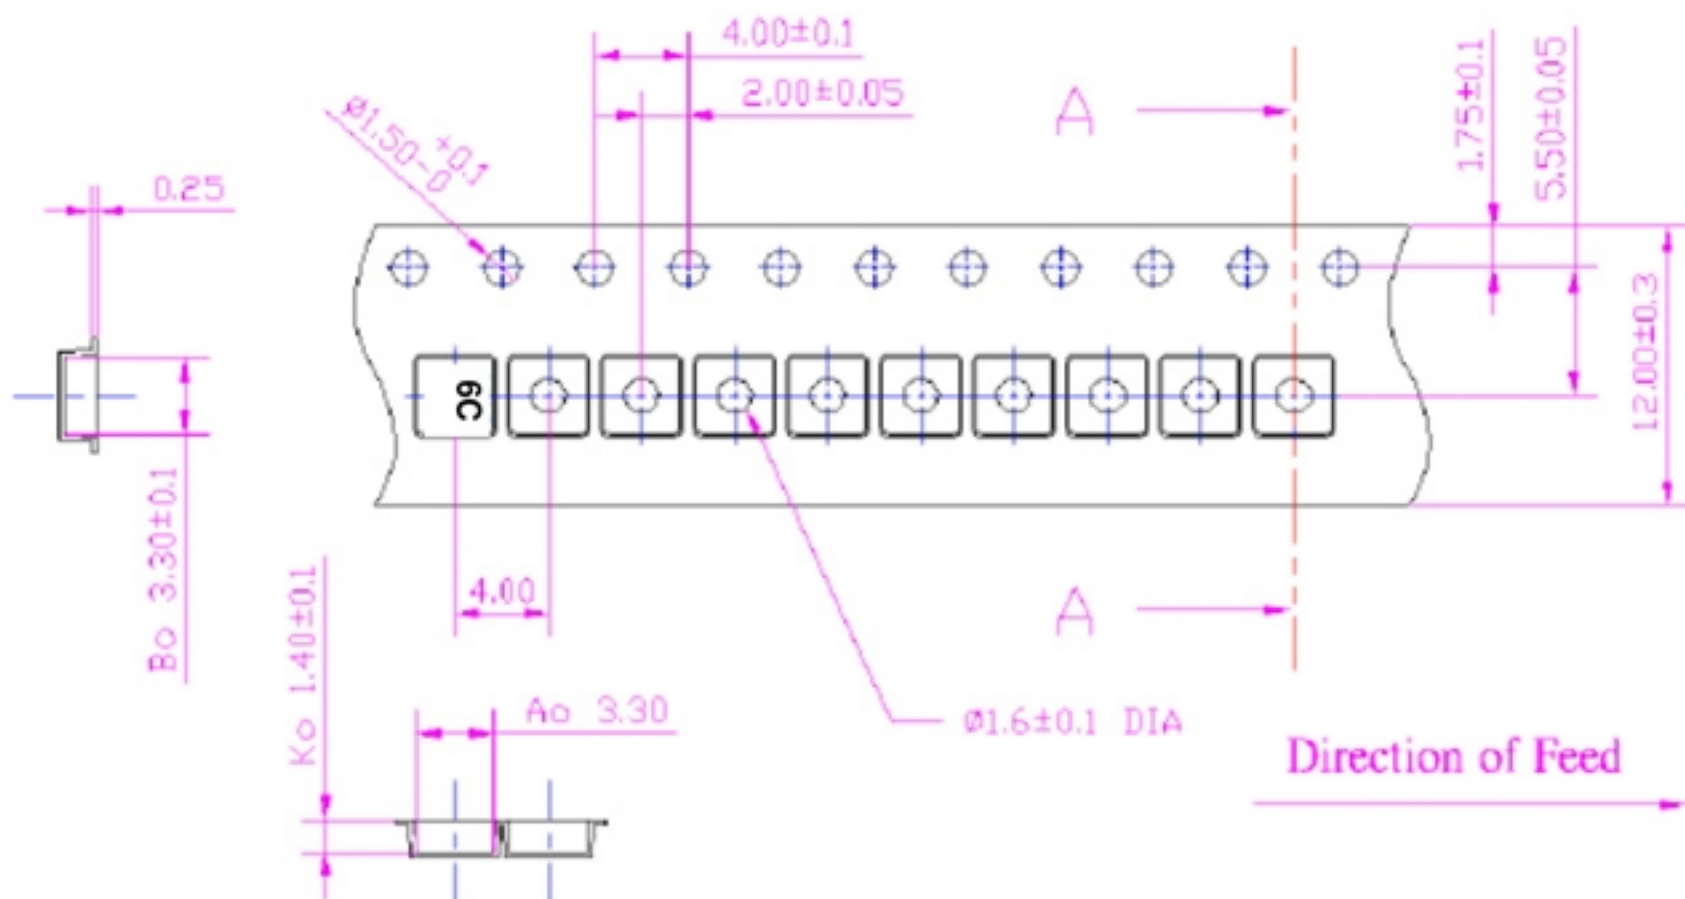 4.00±0.1
2.00±0.05
Ø1.50 +0.1 -0
A
1.75±0.1
5.50±0.05
0.25
12.00±0.3
6C
Bo 3.30±0.1
4.00
A
Ko 1.40±0.1
Ao 3.30
Ø1.6±0.1 DIA
Direction of Feed